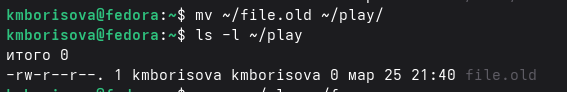 kmborisova@fedora:~$ mv ~/file.old ~/play/
kmborisova@fedora:~$ ls -l ~/play
итого 0
-rw-r--r--. 1 kmborisova kmborisova 0 мар 25 21:40 file.old